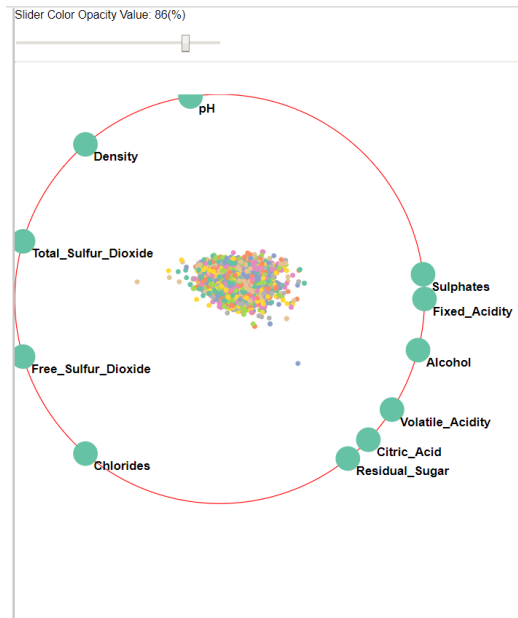 Slider Color Opacity Value: 86(%)
pH
Density
Total_Sulfur_Dioxide
Sulphates
Fixed_Acidity
Alcohol
Free_Sulfur_Dioxide
Volatile_Acidity
Citric_Acid
Chlorides
Residual_Sugar